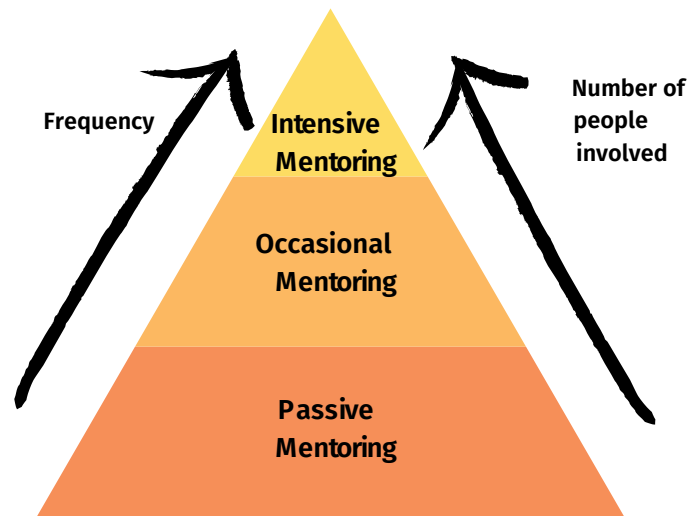 Frequency
Number of
people
involved
Intensive
Mentoring
Occasional
Mentoring
Passive
Mentoring